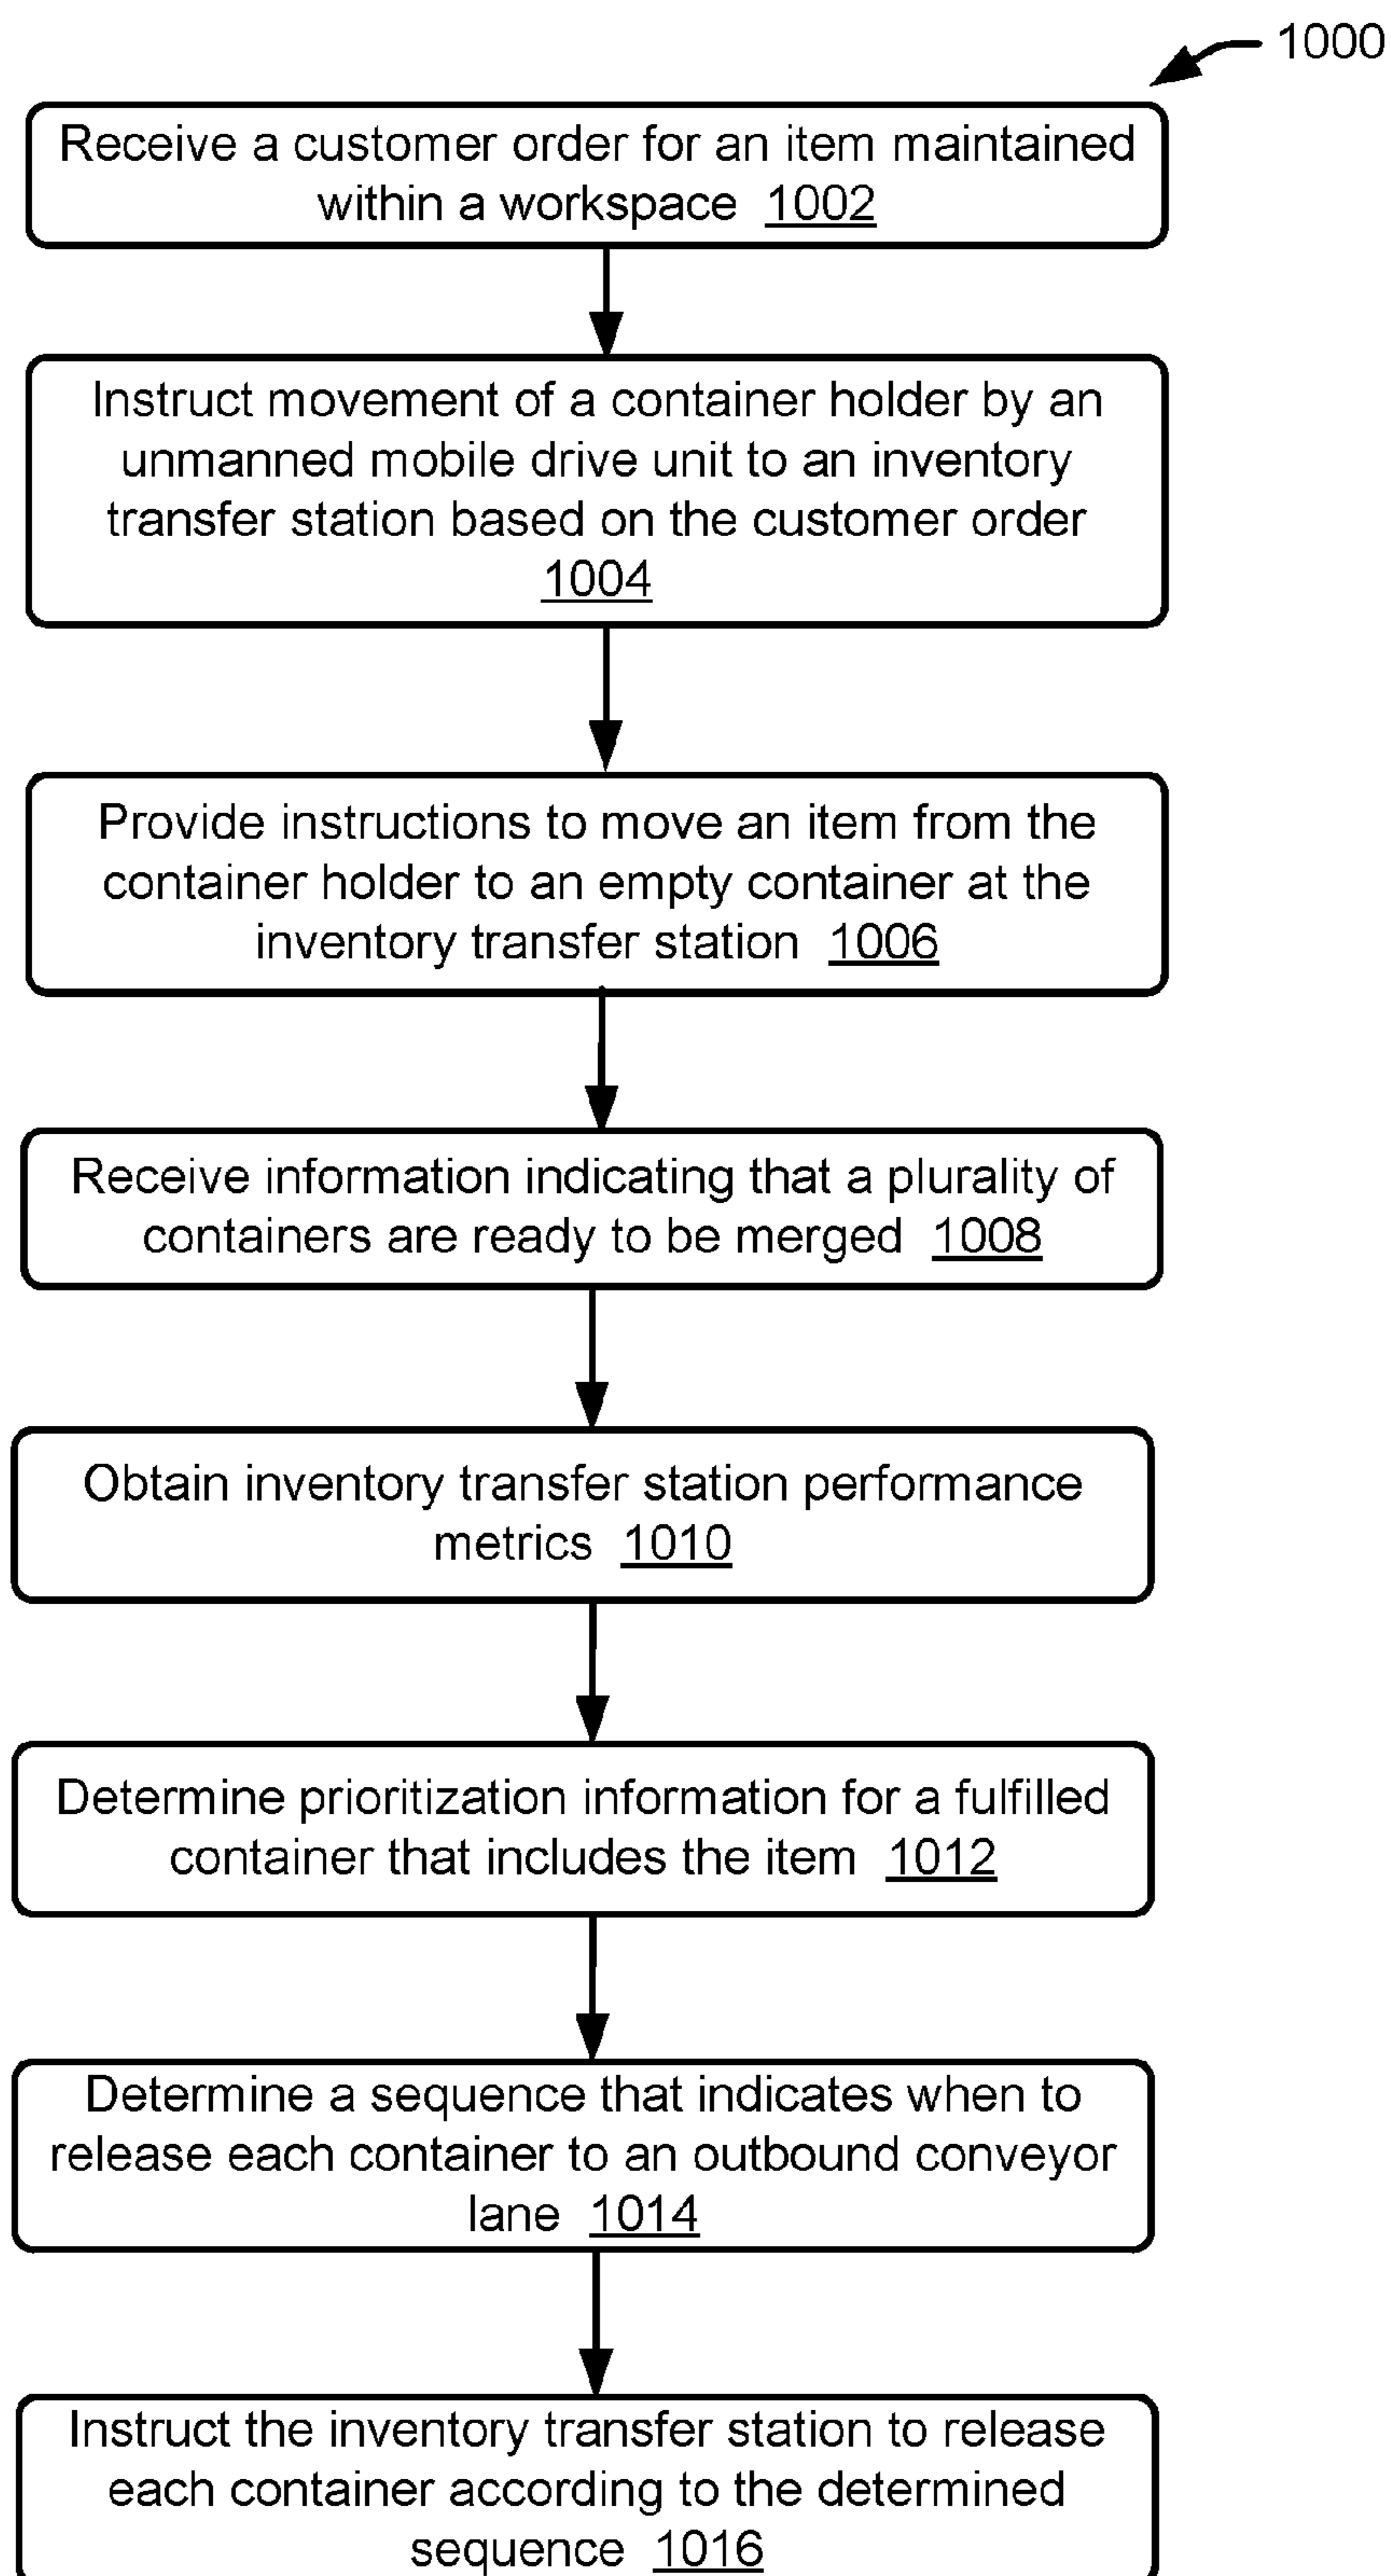 1000
Receive a customer order for an item maintained
within a workspace 1002
Instruct movement of a container holder by an
unmanned mobile drive unit to an inventory
transfer station based on the customer order
1004
Provide instructions to move an item from the
container holder to an empty container at the
inventory transfer station 1006
Receive information indicating that a plurality of
containers are ready to be merged 1008
Obtain inventory transfer station performance
metrics 1010
Determine prioritization information for a fulfilled
container that includes the item 1012
Determine a sequence that indicates when to
release each container to an outbound conveyor
lane 1014
Instruct the inventory transfer station to release
each container according to the determined
sequence 1016